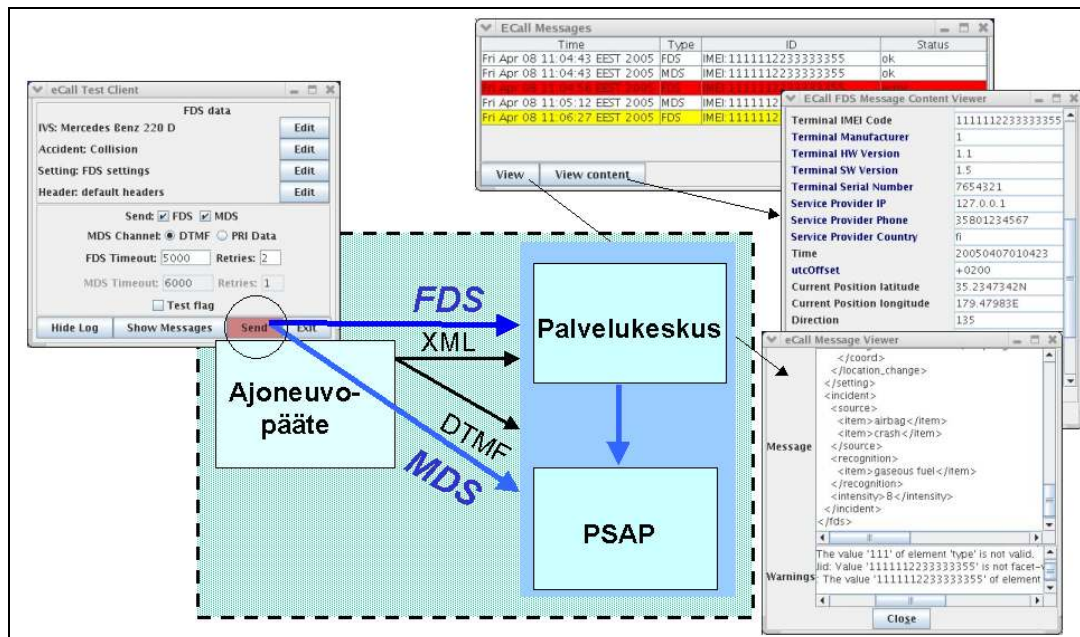 ECall Messages
Time Type ID Status
Fri Apr 08 11:04:43 EEST 2005 FDS IMEI:1111112233333355 ok
Fri Apr 08 11:04:43 EEST 2005 MDS IMEI:1111112233333355 ok
Fri Apr 08 11:05:12 EEST 2005 MDS IMEI:1111112
Fri Apr 08 11:06:27 EEST 2005 FDS IMEI:1111112
View View content
eCall Test Client
FDS data
IVS: Mercedes Benz 220 D Edit
Accident: Collision Edit
Setting: FDS settings Edit
Header: default headers Edit
Send: FDS MDS
MDS Channel: DTMF PRI Data
FDS Timeout: 5000 Retries: 2
MDS Timeout: 6000 Retries: 1
Test flag
Hide Log Show Messages Send Exit
ECall FDS Message Content Viewer
Terminal IMEI Code 1111112233333355
Terminal Manufacturer 1
Terminal HW Version 1.1
Terminal SW Version 1.5
Terminal Serial Number 7654321
Service Provider IP 127.0.0.1
Service Provider Phone 35801234567
Service Provider Country fi
Time 20050407010423
utcOffset +0200
Current Position latitude 35.2347342N
Current Position longitude 179.47983E
Direction 135
FDS
XML
DTMF
MDS
Ajoneuvo-
pääte
Palvelukeskus
PSAP
eCall Message Viewer
Message
</coord>
</location_change>
</setting>
<incident>
<source>
<item>airbag</item>
<item>crash</item>
</source>
<recognition>
<item>gaseous fuel</item>
</recognition>
<intensity>8</intensity>
</incident>
</fds>
Warnings
The value '111' of element 'type' is not valid.
lid: Value '1111112233333355' is not facet-v
: The value '1111112233333355' of element
Close